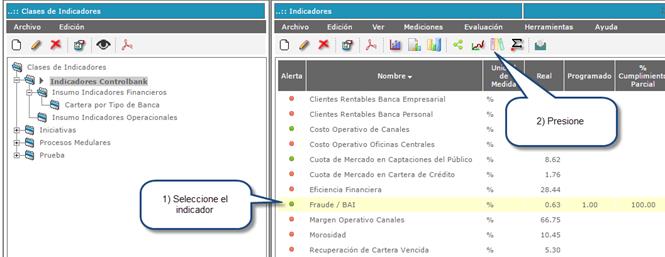 ..:: Clases de Indicadores
Archivo Edición
Clases de Indicadores
Indicadores Controlbank
Insumo Indicadores Financieros
Cartera por Tipo de Banca
Insumo Indicadores Operacionales
Iniciativas
Procesos Modulares
Prueba
..:: Indicadores
Archivo Edición Ver Mediciones Evaluación Herramientas Ayuda
Alerta Nombre de Medida Real Programado % Cumplimiento Parcial
Clientes Rentables Banca Empresarial %
Clientes Rentables Banca Personal %
Costo Operativo de Canales %
Costo Operativo Oficinas Centrales %
Cuota de Mercado en Captaciones del Público % 8.62
Cuota de Mercado en Cartera de Crédito % 1.76
Eficiencia Financiera % 28.44
Fraude / BAI % 0.63 1.00 100.00
Margen Operativo Canales % 66.75
Morosidad % 10.45
Recuperación de Cartera Vencida % 5.30
1) Seleccione el indicador
2) Presione